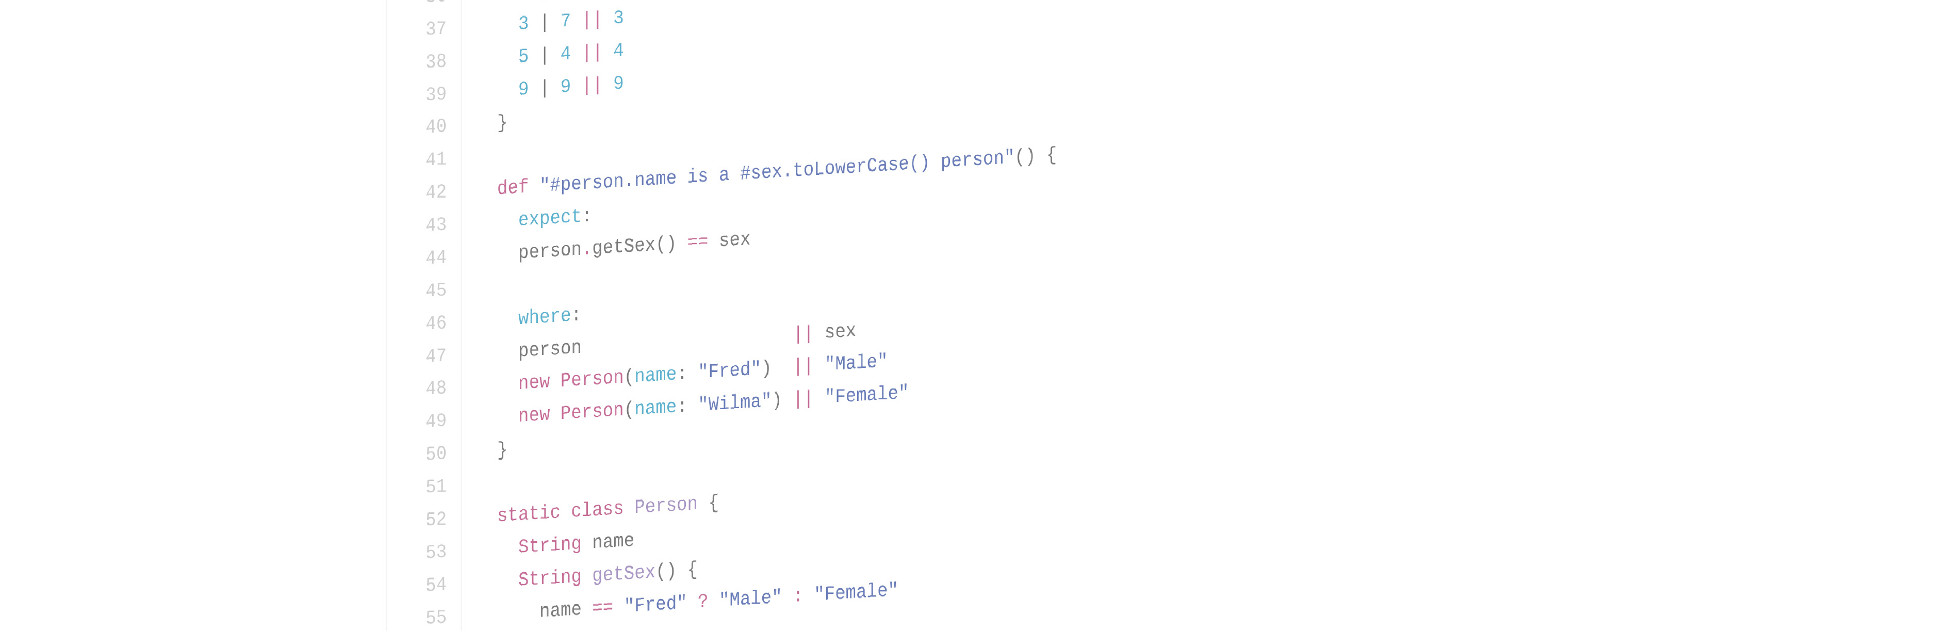 37 3 | 7 || 3
38 5 | 4 || 4
39 9 | 9 || 9
40 }
41
42 def "#person.name is a #sex.toLowerCase() person"() {
43 expect:
44 person.getSex() == sex
45
46 where:
47 person || sex
48 new Person(name: "Fred") || "Male"
49 new Person(name: "Wilma") || "Female"
50 }
51
52 static class Person {
53 String name
54 String getSex() {
55 name == "Fred" ? "Male" : "Female"